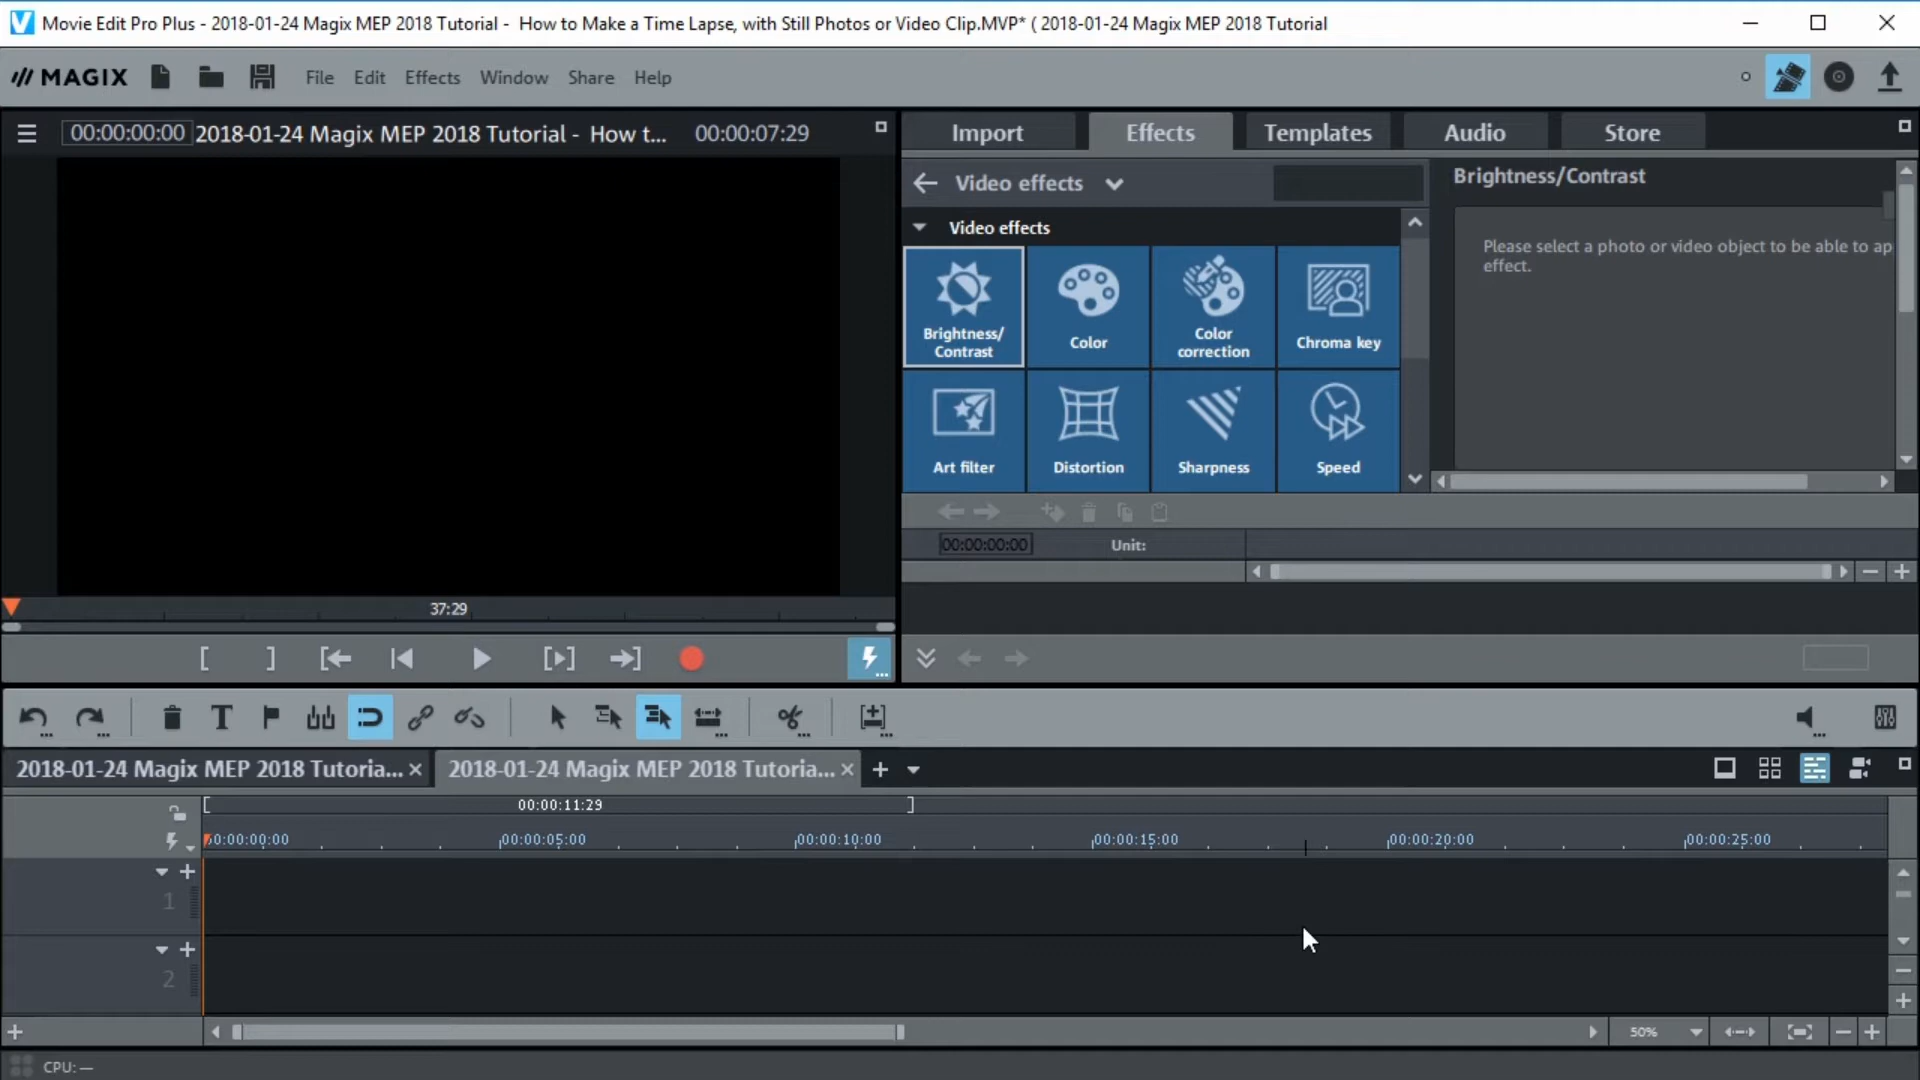 Movie Edit Pro Plus - 2018-01-24 Magix MEP 2018 Tutorial -  How to Make a Time Lapse, with Still Photos or Video Clip.MVP* ( 2018-01-24 Magix MEP 2018 Tutorial
MAGIX File Edit Effects Window Share Help
00:00:00:00 2018-01-24 Magix MEP 2018 Tutorial -  How t... 00:00:07:29
Import Effects Templates Audio Store
Video effects
Brightness/Contrast
Video effects
Please select a photo or video object to be able to ap
effect.
Brightness/
Contrast
Color
Color
correction
Chroma key
Art filter
Distortion
Sharpness
Speed
00:00:00:00 Unit:
37:29
2018-01-24 Magix MEP 2018 Tutoria... 2018-01-24 Magix MEP 2018 Tutoria...
00:00:11:29
00:00:00:00 00:00:05:00 00:00:10:00 00:00:15:00 00:00:20:00 00:00:25:00
1
2
50%
CPU: —